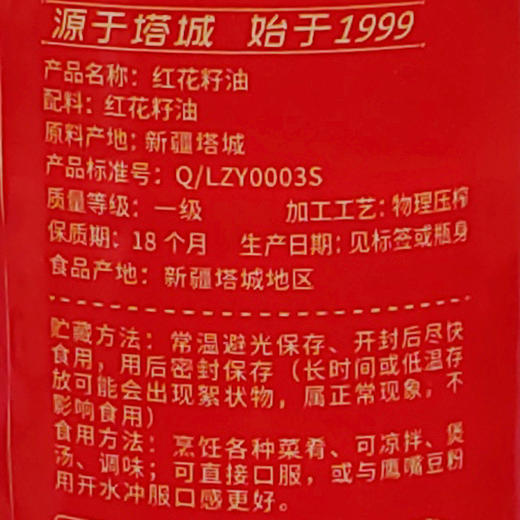 源于塔城 始于1999
产品名称：红花籽油
配料：红花籽油
原料产地：新疆塔城
产品标准号：Q/LZY0003S
质量等级：一级 加工工艺：物理压榨
保质期：18个月 生产日期：见标签或瓶身
食品产地：新疆塔城地区
贮藏方法：常温避光保存、开封后尽快
食用，用后密封保存（长时间或低温存
放可能会出现絮状物，属正常现象，不
影响食用）
食用方法：烹饪各种菜肴、可凉拌、煲
汤、调味；可直接口服，或与鹰嘴豆粉
用开水冲服口感更好。